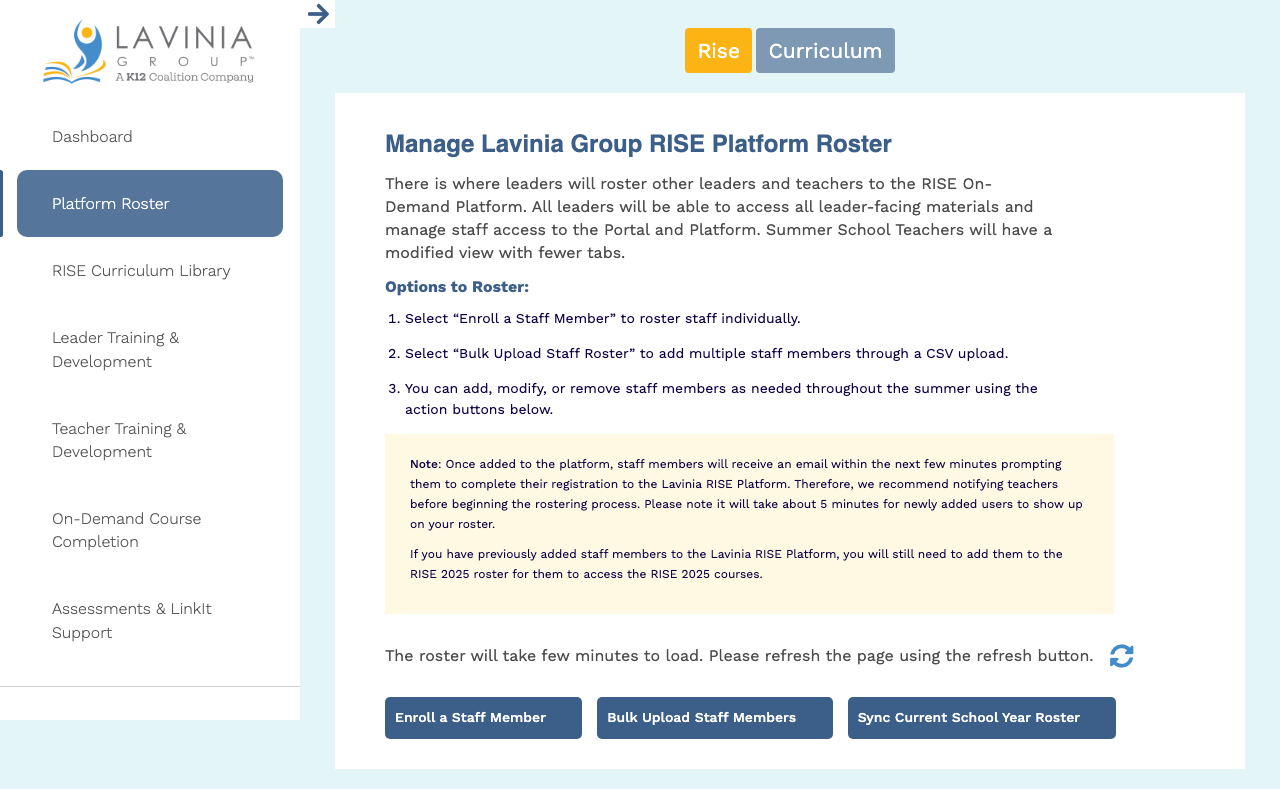 LAVINIA
GROUP™
A K12 Coalition Company
Dashboard
Platform Roster
RISE Curriculum Library
Leader Training &
Development
Teacher Training &
Development
On-Demand Course
Completion
Assessments & LinkIt
Support
Rise
Curriculum
Manage Lavinia Group RISE Platform Roster
There is where leaders will roster other leaders and teachers to the RISE On-
Demand Platform. All leaders will be able to access all leader-facing materials and
manage staff access to the Portal and Platform. Summer School Teachers will have a
modified view with fewer tabs.
Options to Roster:
1. Select “Enroll a Staff Member” to roster staff individually.
2. Select “Bulk Upload Staff Roster” to add multiple staff members through a CSV upload.
3. You can add, modify, or remove staff members as needed throughout the summer using the
action buttons below.
Note: Once added to the platform, staff members will receive an email within the next few minutes prompting
them to complete their registration to the Lavinia RISE Platform. Therefore, we recommend notifying teachers
before beginning the rostering process. Please note it will take about 5 minutes for newly added users to show up
on your roster.
If you have previously added staff members to the Lavinia RISE Platform, you will still need to add them to the
RISE 2025 roster for them to access the RISE 2025 courses.
The roster will take few minutes to load. Please refresh the page using the refresh button.
Enroll a Staff Member
Bulk Upload Staff Members
Sync Current School Year Roster